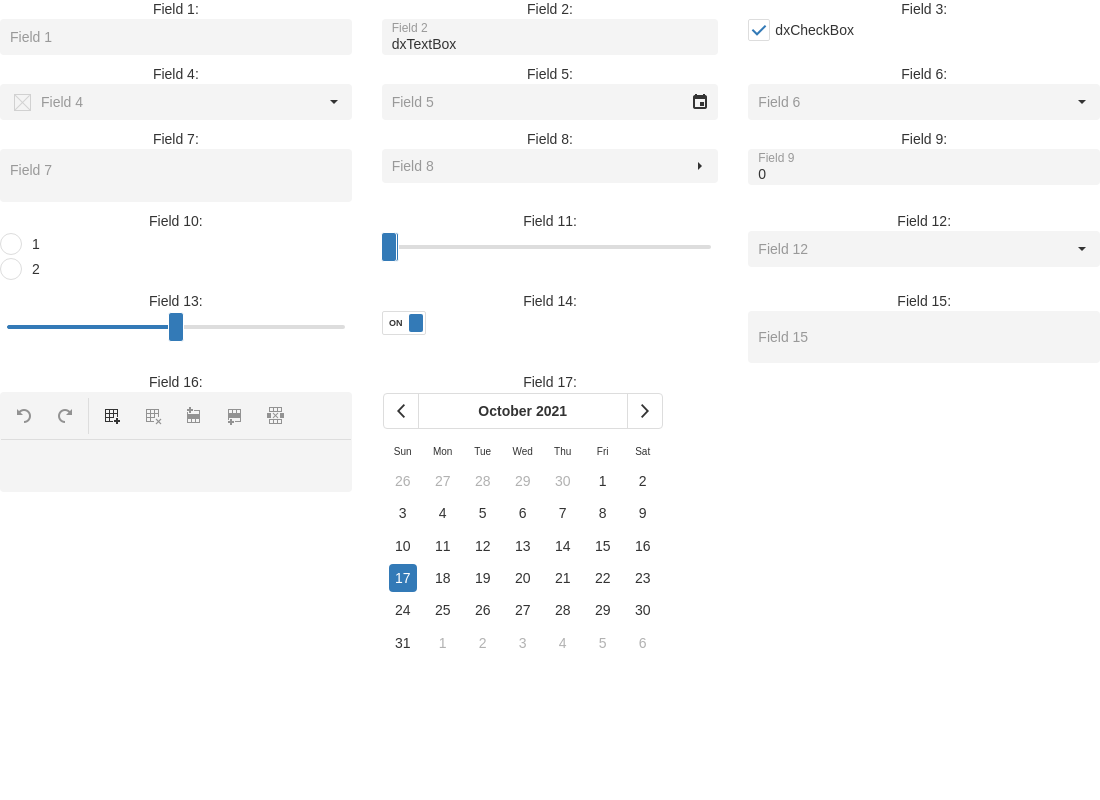 Field 1:
Field 2:
Field 3:
Field 1
Field 2
dxTextBox
dxCheckBox
Field 4:
Field 5:
Field 6:
Field 4
Field 5
Field 6
Field 7:
Field 8:
Field 9:
Field 7
Field 8
Field 9
0
Field 10:
Field 11:
Field 12:
1
2
Field 12
Field 13:
Field 14:
Field 15:
ON
Field 15
Field 16:
Field 17:
October 2021
Sun Mon Tue Wed Thu Fri Sat
26 27 28 29 30 1 2
3 4 5 6 7 8 9
10 11 12 13 14 15 16
17 18 19 20 21 22 23
24 25 26 27 28 29 30
31 1 2 3 4 5 6